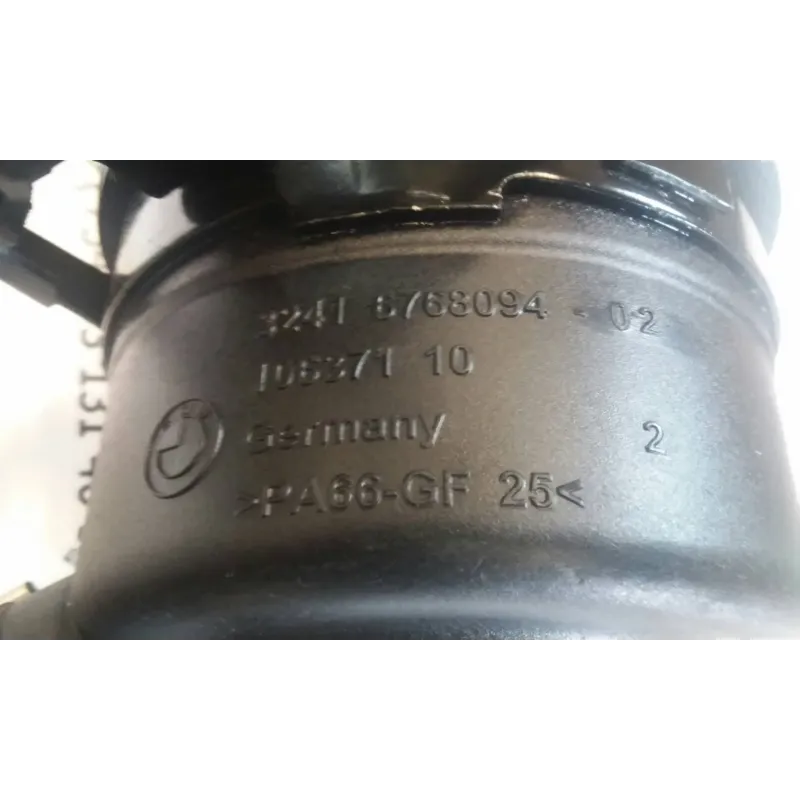 3241 6768094 - 02
106371 10
Germany 2
>PA66-GF 25<